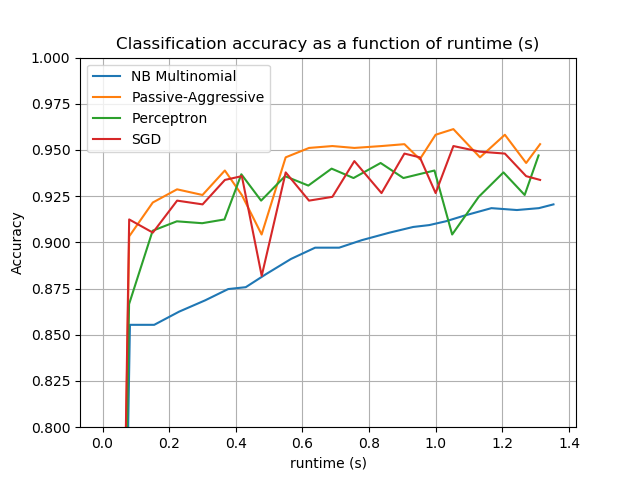 Classification accuracy as a function of runtime (s)
1.000
0.975
0.950
0.925
0.900
0.875
0.850
0.825
0.800
Accuracy
NB Multinomial
Passive-Aggressive
Perceptron
SGD
0.0 0.2 0.4 0.6 0.8 1.0 1.2 1.4
runtime (s)